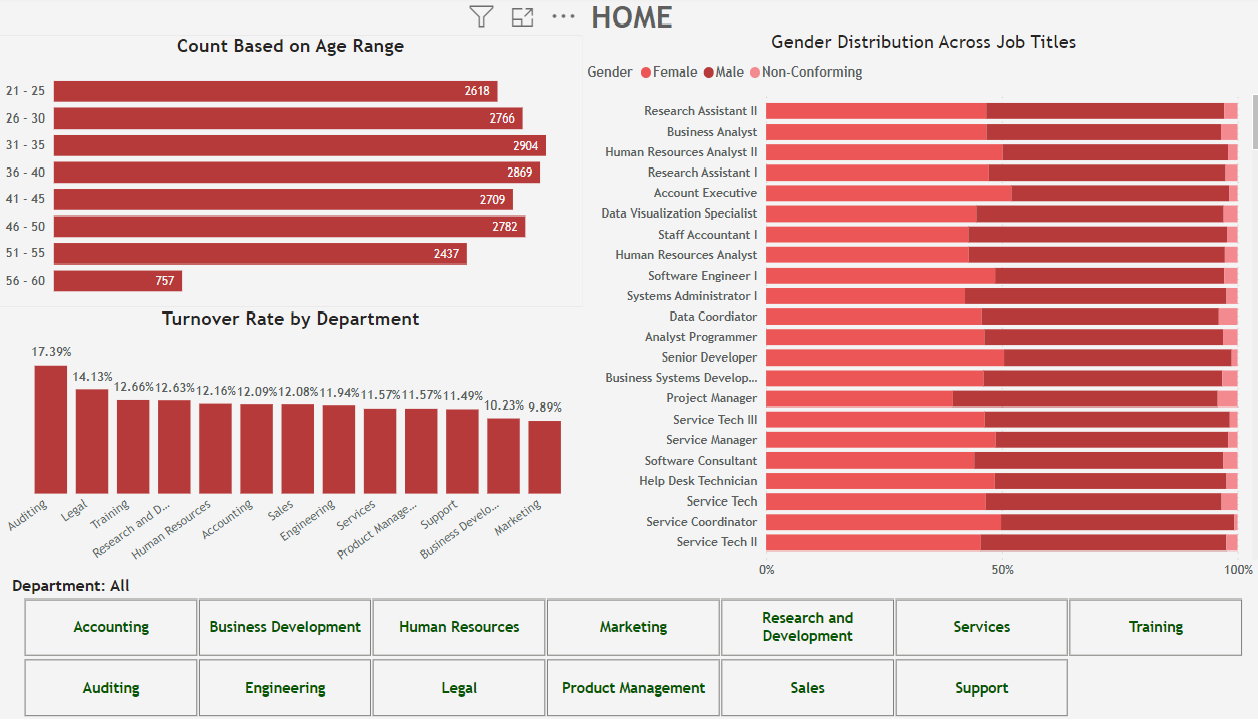 HOME
Count Based on Age Range
21 - 25 2618
26 - 30 2766
31 - 35 2904
36 - 40 2869
41 - 45 2709
46 - 50 2782
51 - 55 2437
56 - 60 757
Turnover Rate by Department
17.39% 14.13% 12.66% 12.63% 12.16% 12.09% 12.08% 11.94% 11.57% 11.57% 11.49% 10.23% 9.89%
Auditing Legal Training Research and D... Human Resources Accounting Sales Engineering Services Product Manage... Support Business Develo... Marketing
Gender Distribution Across Job Titles
Gender Female Male Non-Conforming
Research Assistant II
Business Analyst
Human Resources Analyst II
Research Assistant I
Account Executive
Data Visualization Specialist
Staff Accountant I
Human Resources Analyst
Software Engineer I
Systems Administrator I
Data Coordiator
Analyst Programmer
Senior Developer
Business Systems Develop...
Project Manager
Service Tech III
Service Manager
Software Consultant
Help Desk Technician
Service Tech
Service Coordinator
Service Tech II
0% 50% 100%
Department: All
Accounting Business Development Human Resources Marketing Research and Services Training
Development
Auditing Engineering Legal Product Management Sales Support